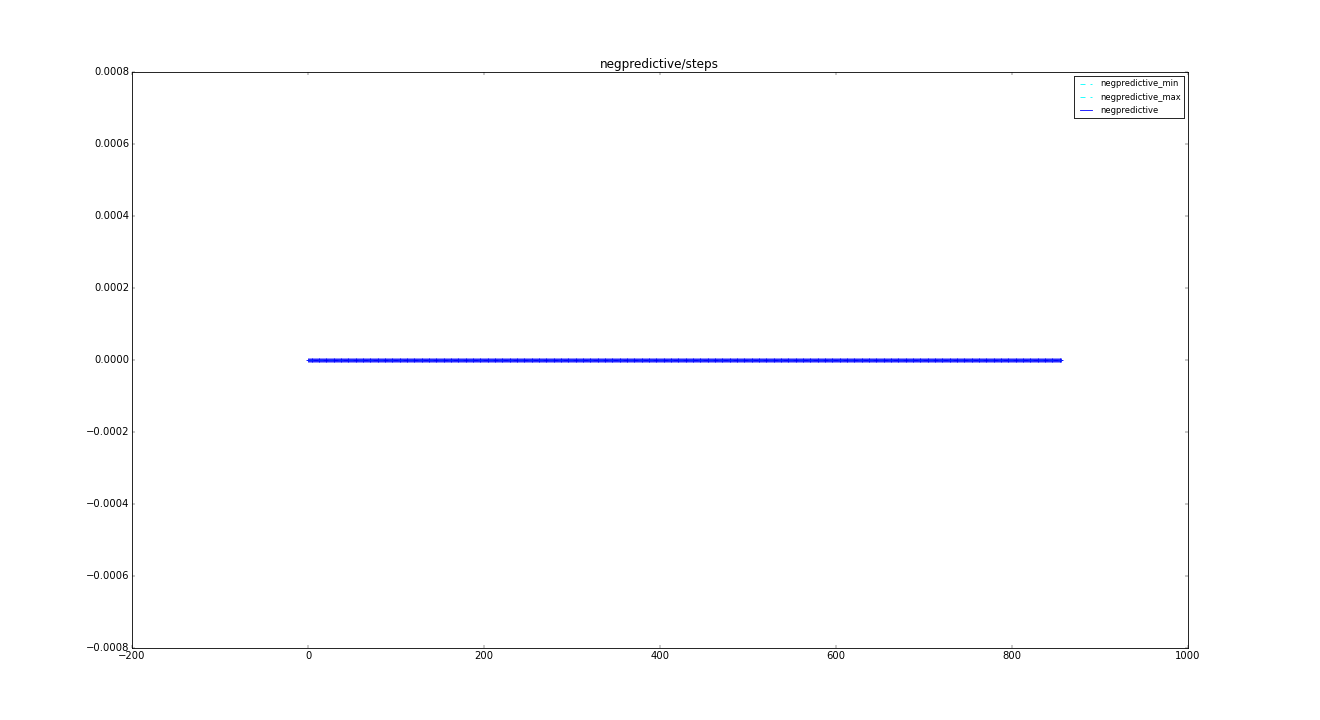 negpredictive/steps
0.0008
0.0006
0.0004
0.0002
0.0000
−0.0002
−0.0004
−0.0006
−0.0008
−200 0 200 400 600 800 1000
negpredictive_min
negpredictive_max
negpredictive